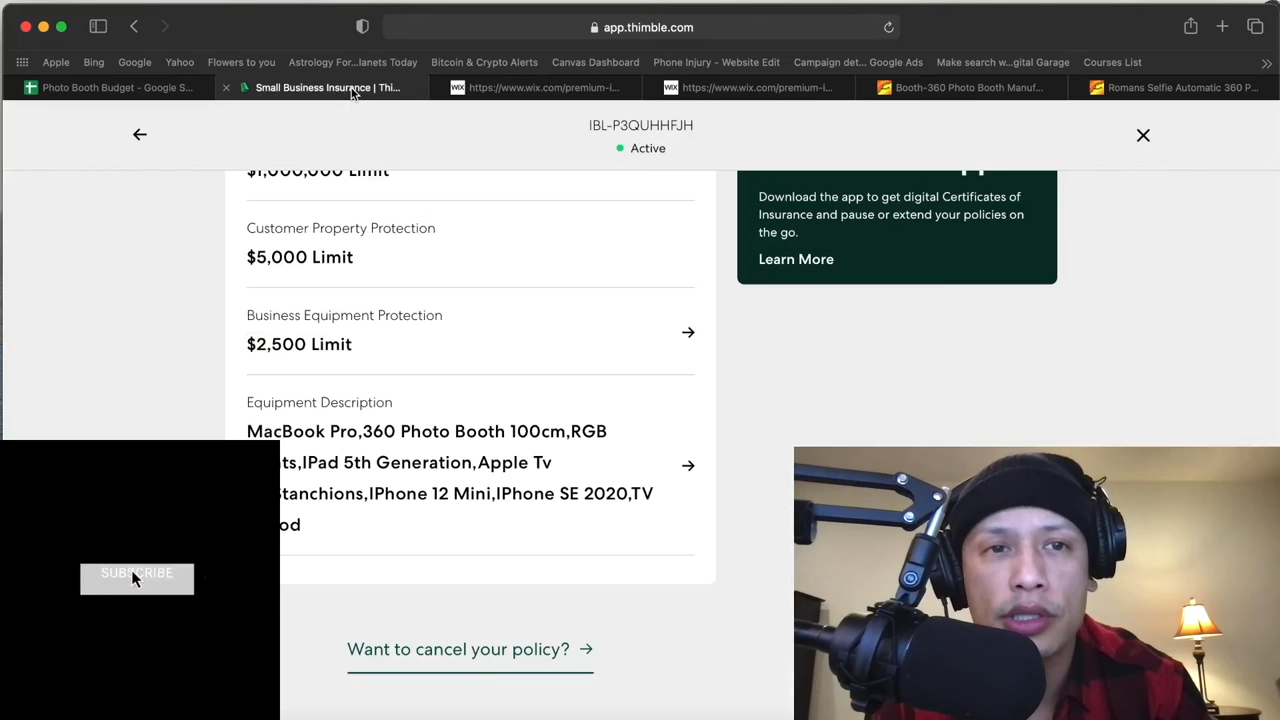 app.thimble.com
Apple Bing Google Yahoo Flowers to you Astrology For...lanets Today Bitcoin & Crypto Alerts Canvas Dashboard Phone Injury - Website Edit Campaign det... Google Ads Make search w...gital Garage Courses List
Photo Booth Budget - Google S... Small Business Insurance | Thi... WIX https://www.wix.com/premium-i... WIX https://www.wix.com/premium-i... Booth-360 Photo Booth Manuf... Romans Selfie Automatic 360 P...
IBL-P3QUHHFJH
Active
$1,000,000 Limit
Customer Property Protection
$5,000 Limit
Business Equipment Protection
$2,500 Limit
Equipment Description
MacBook Pro,360 Photo Booth 100cm,RGB
ts,IPad 5th Generation,Apple Tv
Stanchions,IPhone 12 Mini,IPhone SE 2020,TV
od
Want to cancel your policy?
Download the app to get digital Certificates of
Insurance and pause or extend your policies on
the go.
Learn More
SUBSCRIBE